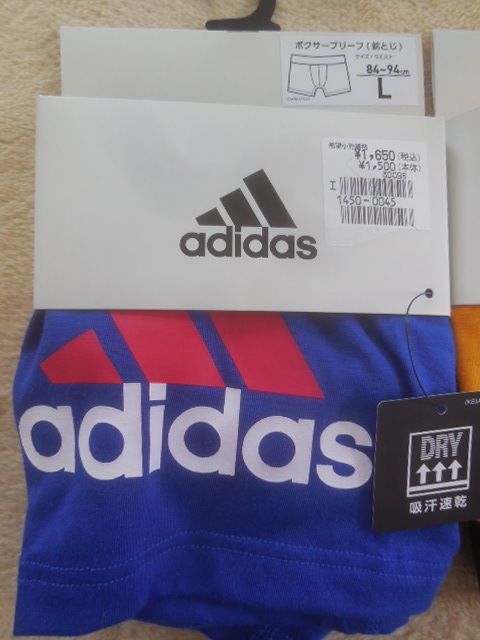 ボクサーブリーフ(前とじ)
サイズ/ウエスト
84~94cm
L
adidas
希望小売価格
¥1,650(税込)
¥1,500(本体)
30098
I
1450-0045
adidas
DRY
吸汗速乾